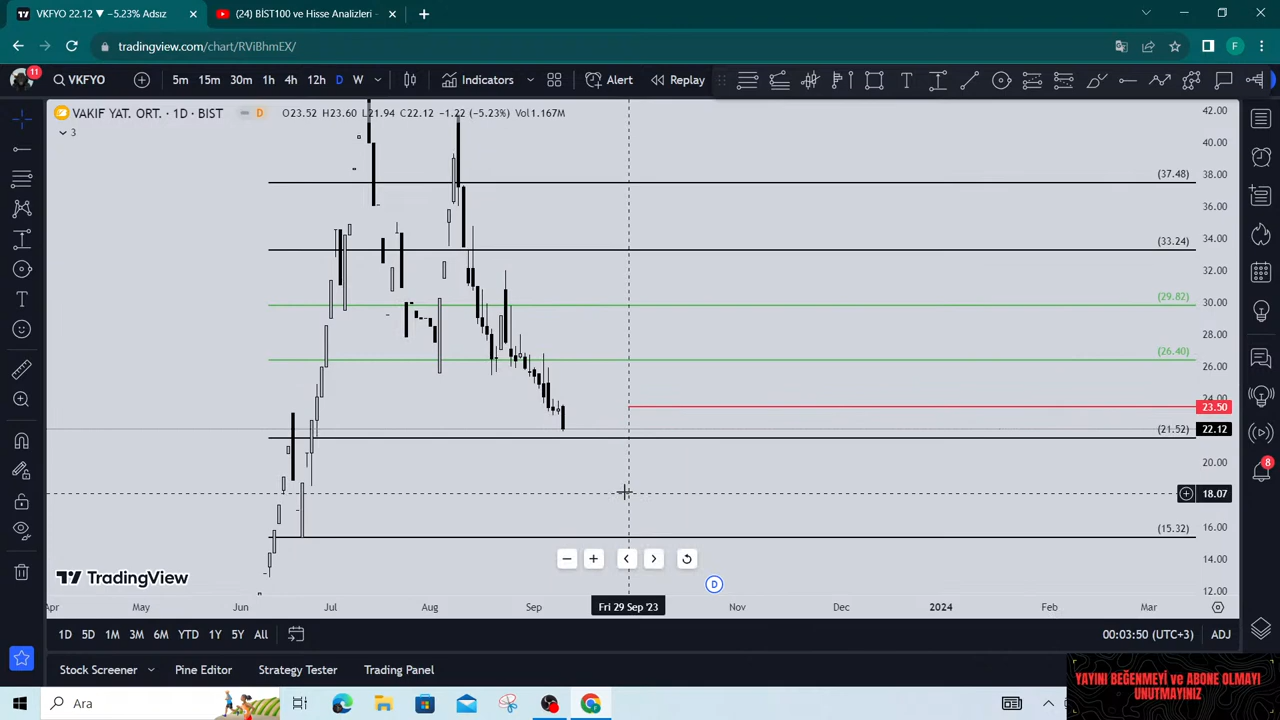 VKFYO 22.12 ▼ −5.23% Adsız
(24) BİST100 ve Hisse Analizleri -
tradingview.com/chart/RViBhmEX/
F
11
VKFYO
5m 15m 30m 1h 4h 12h D W
Indicators
Alert
Replay
VAKIF YAT. ORT. · 1D · BIST
D
O23.52 H23.60 L21.94 C22.12 −1.22 (−5.23%) Vol1.167M
3
42.00
40.00
(37.48)
38.00
36.00
34.00
(33.24)
32.00
30.00
(29.82)
28.00
26.00
(26.40)
24.00
23.50
22.12
(21.52)
20.00
18.07
16.00
(15.32)
14.00
12.00
8
TradingView
D
Apr May Jun Jul Aug Sep Fri 29 Sep '23 Nov Dec 2024 Feb Mar
1D 5D 1M 3M 6M YTD 1Y 5Y All
00:03:50 (UTC+3) ADJ
Stock Screener Pine Editor Strategy Tester Trading Panel
Ara
YAYINI BEĞENMEYİ ve ABONE OLMAYI
UNUTMAYINIZ